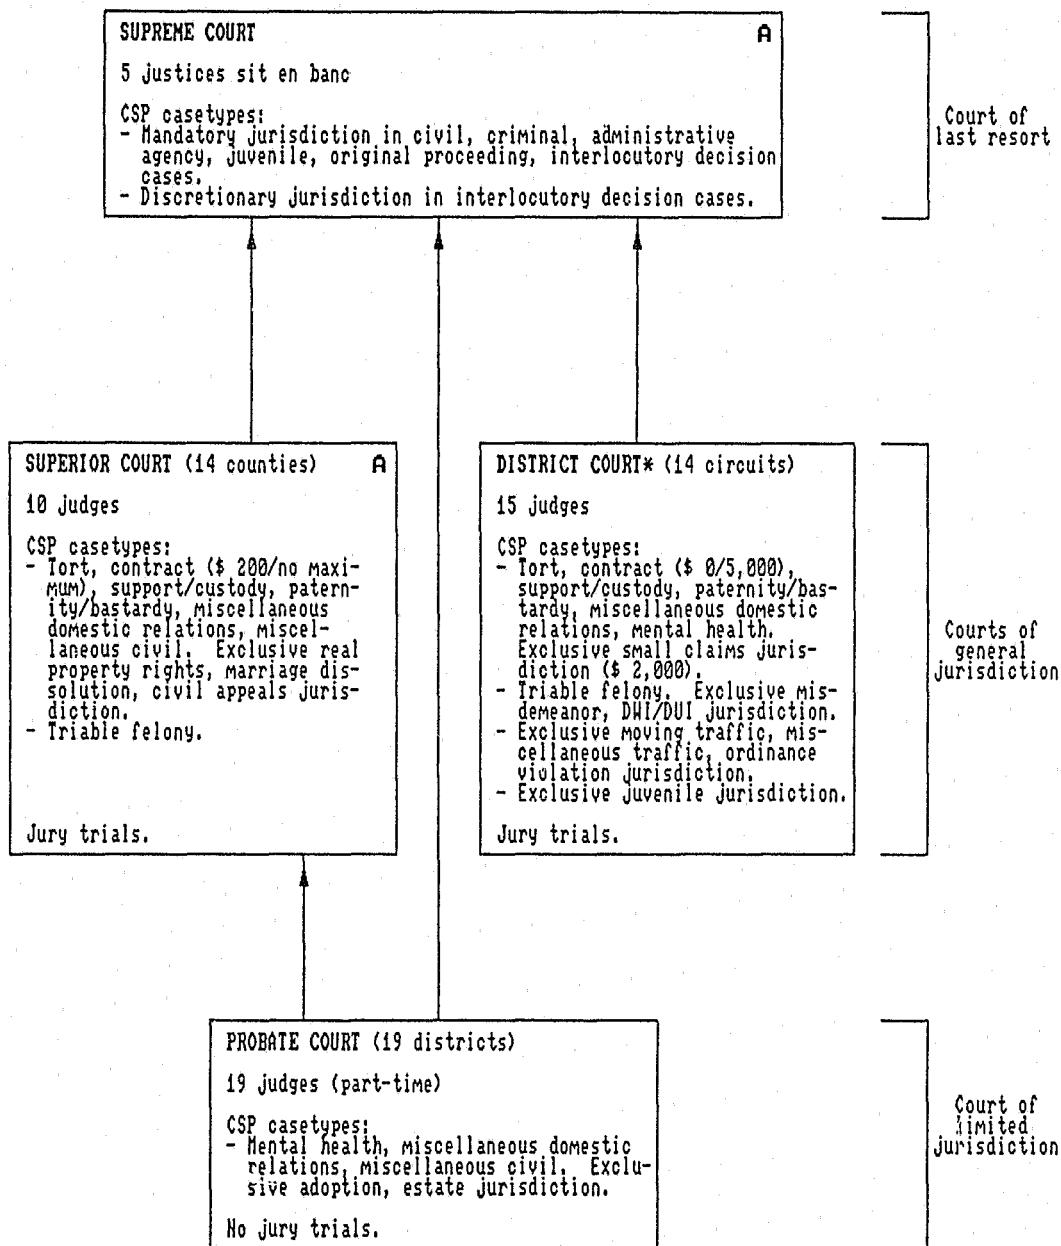 SUPREME COURT A
5 justices sit en banc
CSP casetypes:
- Mandatory jurisdiction in civil, criminal, administrative
agency, juvenile, original proceeding, interlocutory decision
cases.
- Discretionary jurisdiction in interlocutory decision cases.
Court of
last resort
SUPERIOR COURT (14 counties) A
10 judges
CSP casetypes:
- Tort, contract ($ 200/no maxi-
mum), support/custody, patern-
ity/bastardy, miscellaneous
domestic relations, miscel-
laneous civil. Exclusive real
property rights, marriage dis-
solution, civil appeals juris-
diction.
- Triable felony.
Jury trials.
DISTRICT COURT* (14 circuits)
15 judges
CSP casetypes:
- Tort, contract ($ 0/5,000),
support/custody, paternity/bas-
tardy, miscellaneous domestic
relations, mental health.
Exclusive small claims juris-
diction ($ 2,000).
- Triable felony. Exclusive mis-
demeanor, DWI/DUI jurisdiction.
- Exclusive moving traffic, mis-
cellaneous traffic, ordinance
violation jurisdiction.
- Exclusive juvenile jurisdiction.
Jury trials.
Courts of
general
jurisdiction
PROBATE COURT (19 districts)
19 judges (part-time)
CSP casetypes:
- Mental health, miscellaneous domestic
relations, miscellaneous civil. Exclu-
sive adoption, estate jurisdiction.
No jury trials.
Court of
limited
jurisdiction